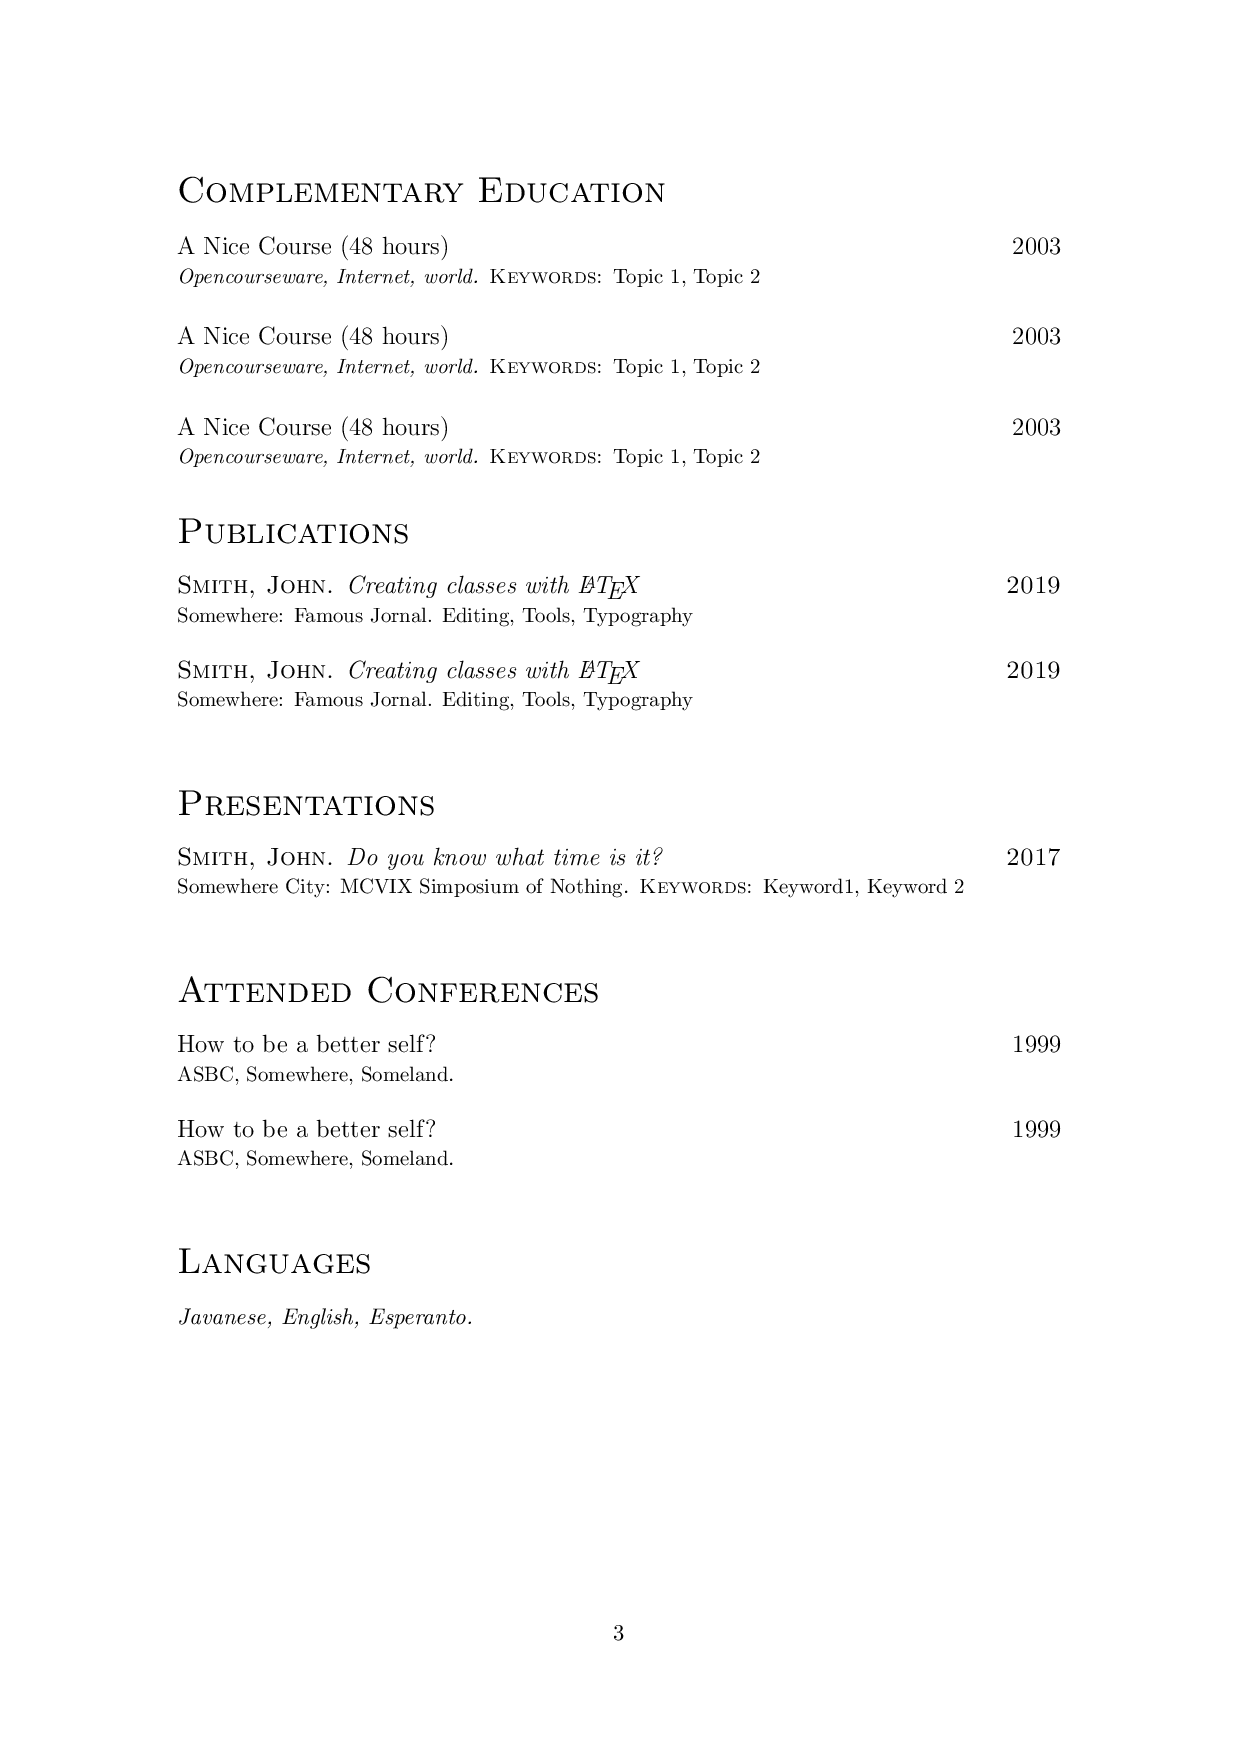 Complementary Education
A Nice Course (48 hours) 2003
Opencourseware, Internet, world. Keywords: Topic 1, Topic 2
A Nice Course (48 hours) 2003
Opencourseware, Internet, world. Keywords: Topic 1, Topic 2
A Nice Course (48 hours) 2003
Opencourseware, Internet, world. Keywords: Topic 1, Topic 2
Publications
Smith, John. Creating classes with LATEX 2019
Somewhere: Famous Jornal. Editing, Tools, Typography
Smith, John. Creating classes with LATEX 2019
Somewhere: Famous Jornal. Editing, Tools, Typography
Presentations
Smith, John. Do you know what time is it? 2017
Somewhere City: MCVIX Simposium of Nothing. Keywords: Keyword1, Keyword 2
Attended Conferences
How to be a better self? 1999
ASBC, Somewhere, Someland.
How to be a better self? 1999
ASBC, Somewhere, Someland.
Languages
Javanese, English, Esperanto.
3